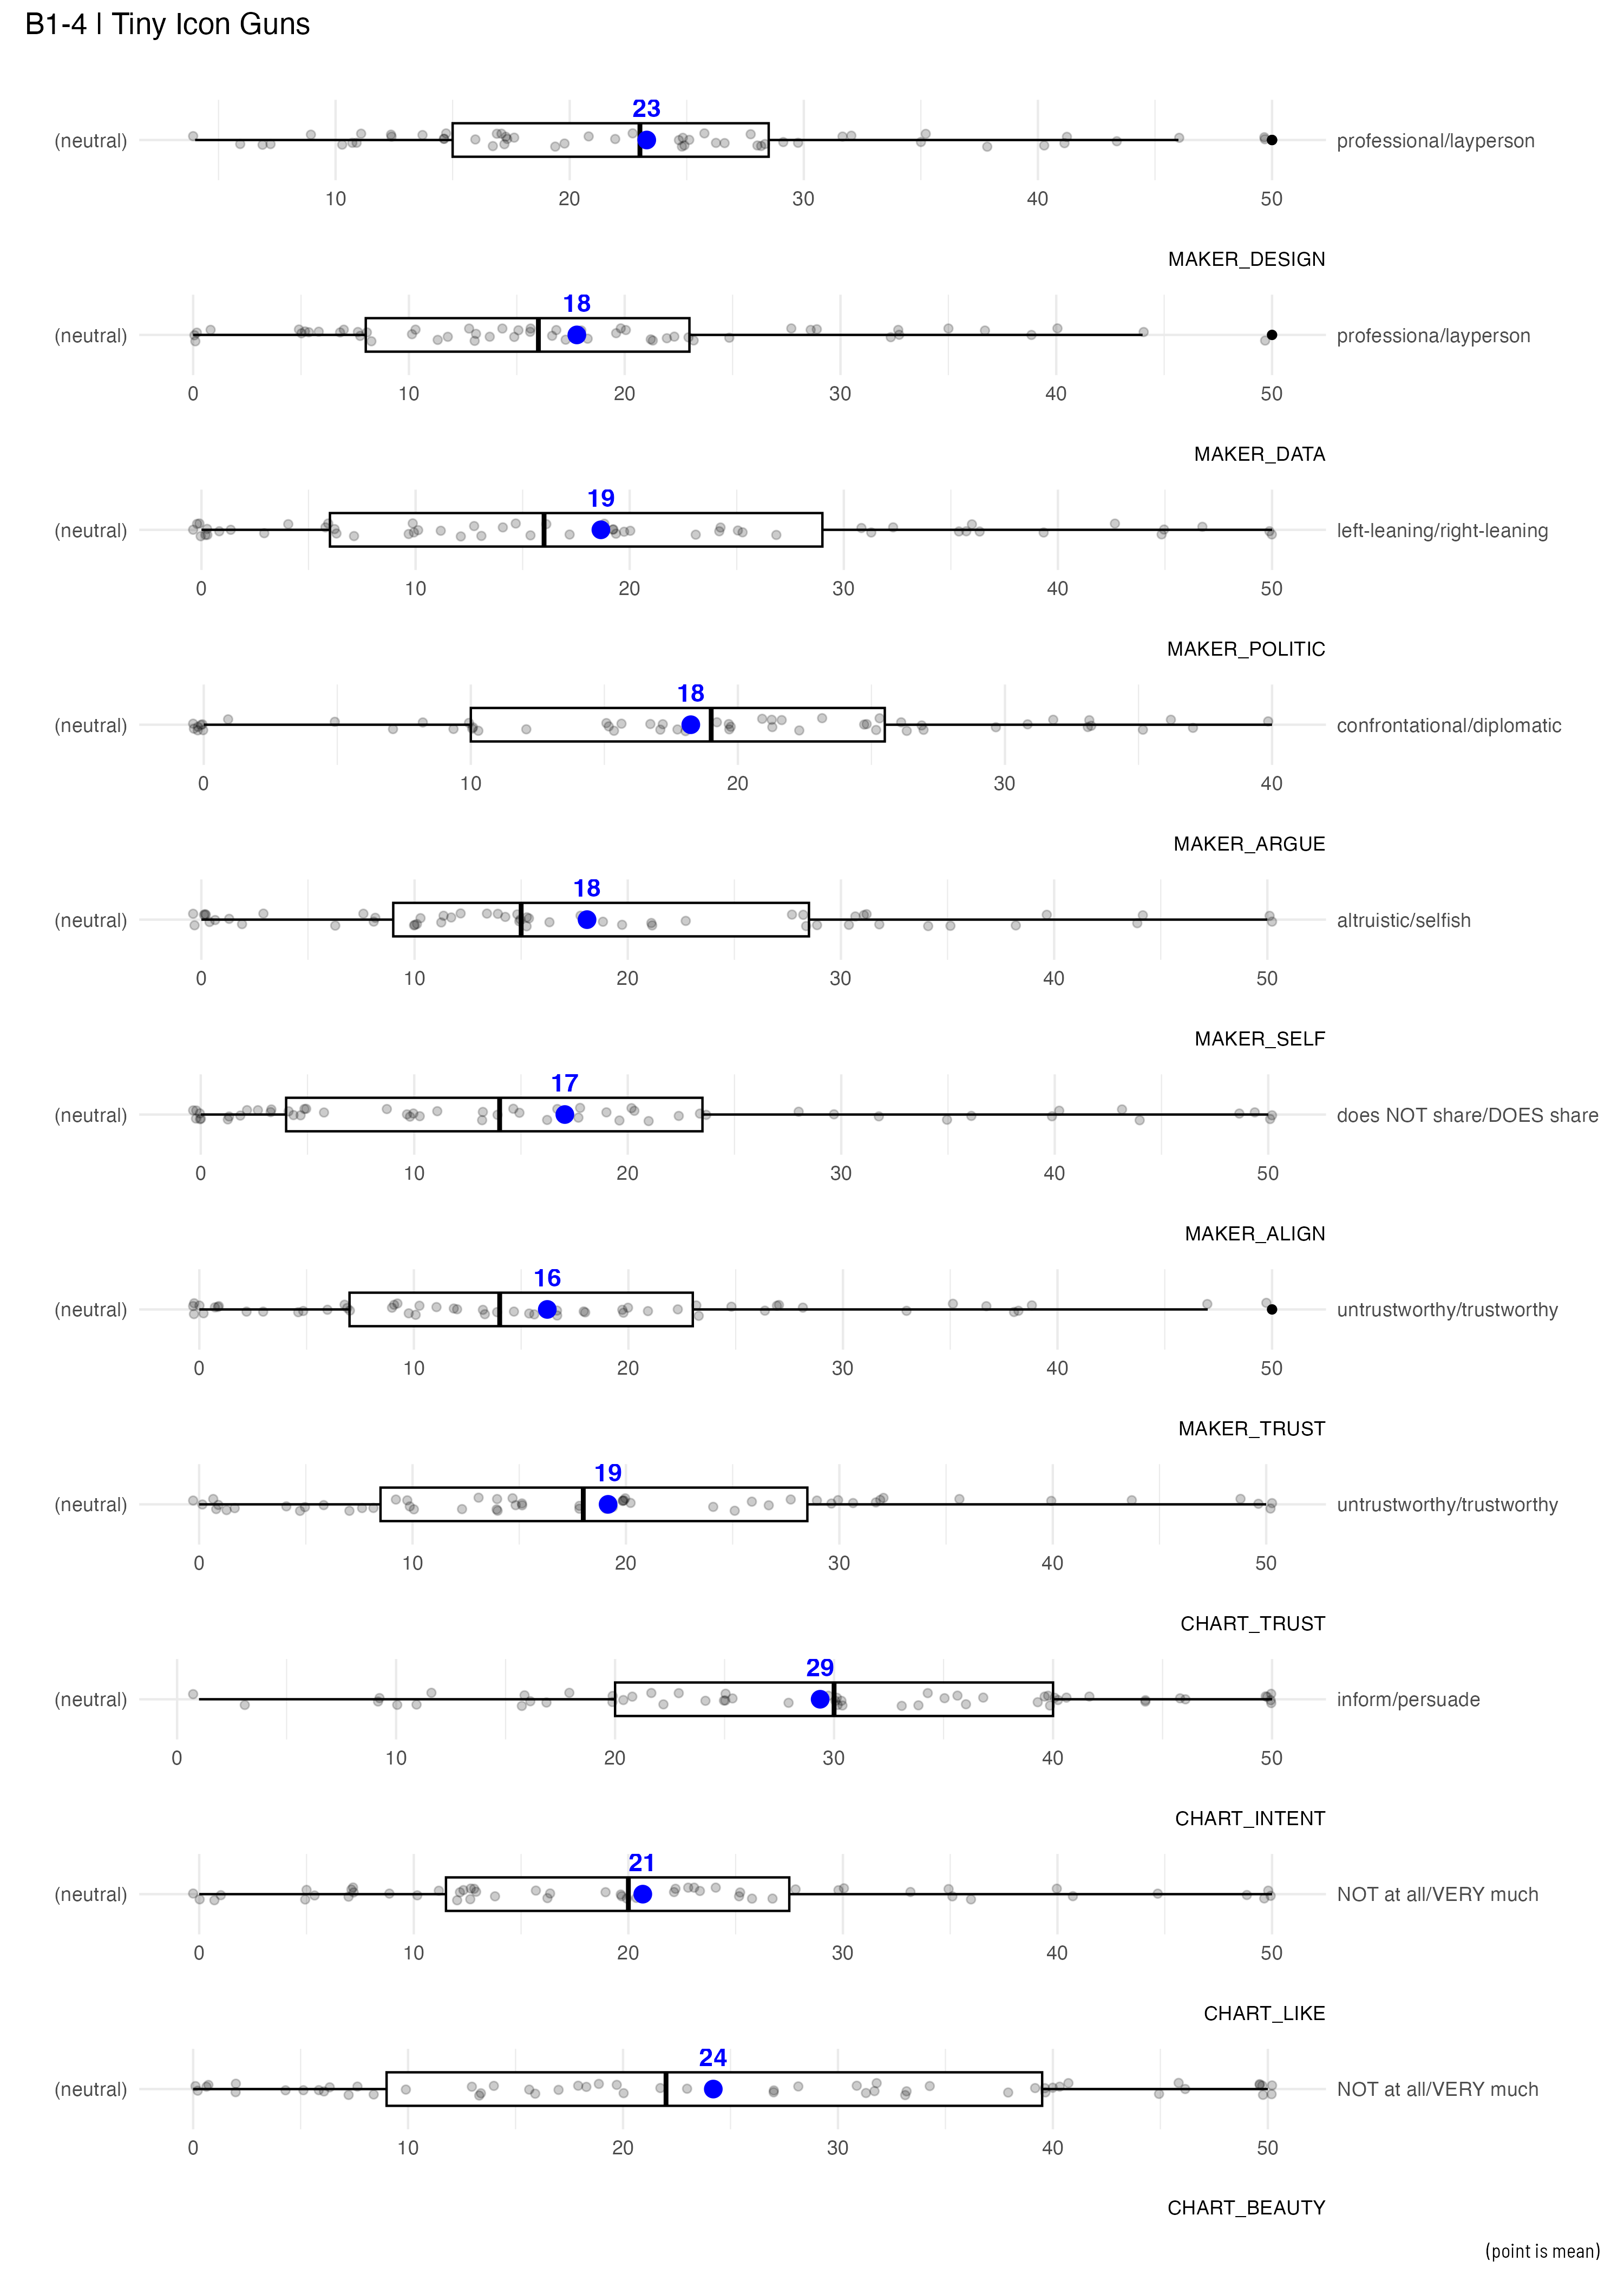 B1-4 | Tiny Icon Guns
23
(neutral) professional/layperson
10 20 30 40 50
MAKER_DESIGN
18
(neutral) professiona/layperson
0 10 20 30 40 50
MAKER_DATA
19
(neutral) left-leaning/right-leaning
0 10 20 30 40 50
MAKER_POLITIC
18
(neutral) confrontational/diplomatic
0 10 20 30 40
MAKER_ARGUE
18
(neutral) altruistic/selfish
0 10 20 30 40 50
MAKER_SELF
17
(neutral) does NOT share/DOES share
0 10 20 30 40 50
MAKER_ALIGN
16
(neutral) untrustworthy/trustworthy
0 10 20 30 40 50
MAKER_TRUST
19
(neutral) untrustworthy/trustworthy
0 10 20 30 40 50
CHART_TRUST
29
(neutral) inform/persuade
0 10 20 30 40 50
CHART_INTENT
21
(neutral) NOT at all/VERY much
0 10 20 30 40 50
CHART_LIKE
24
(neutral) NOT at all/VERY much
0 10 20 30 40 50
CHART_BEAUTY
(point is mean)